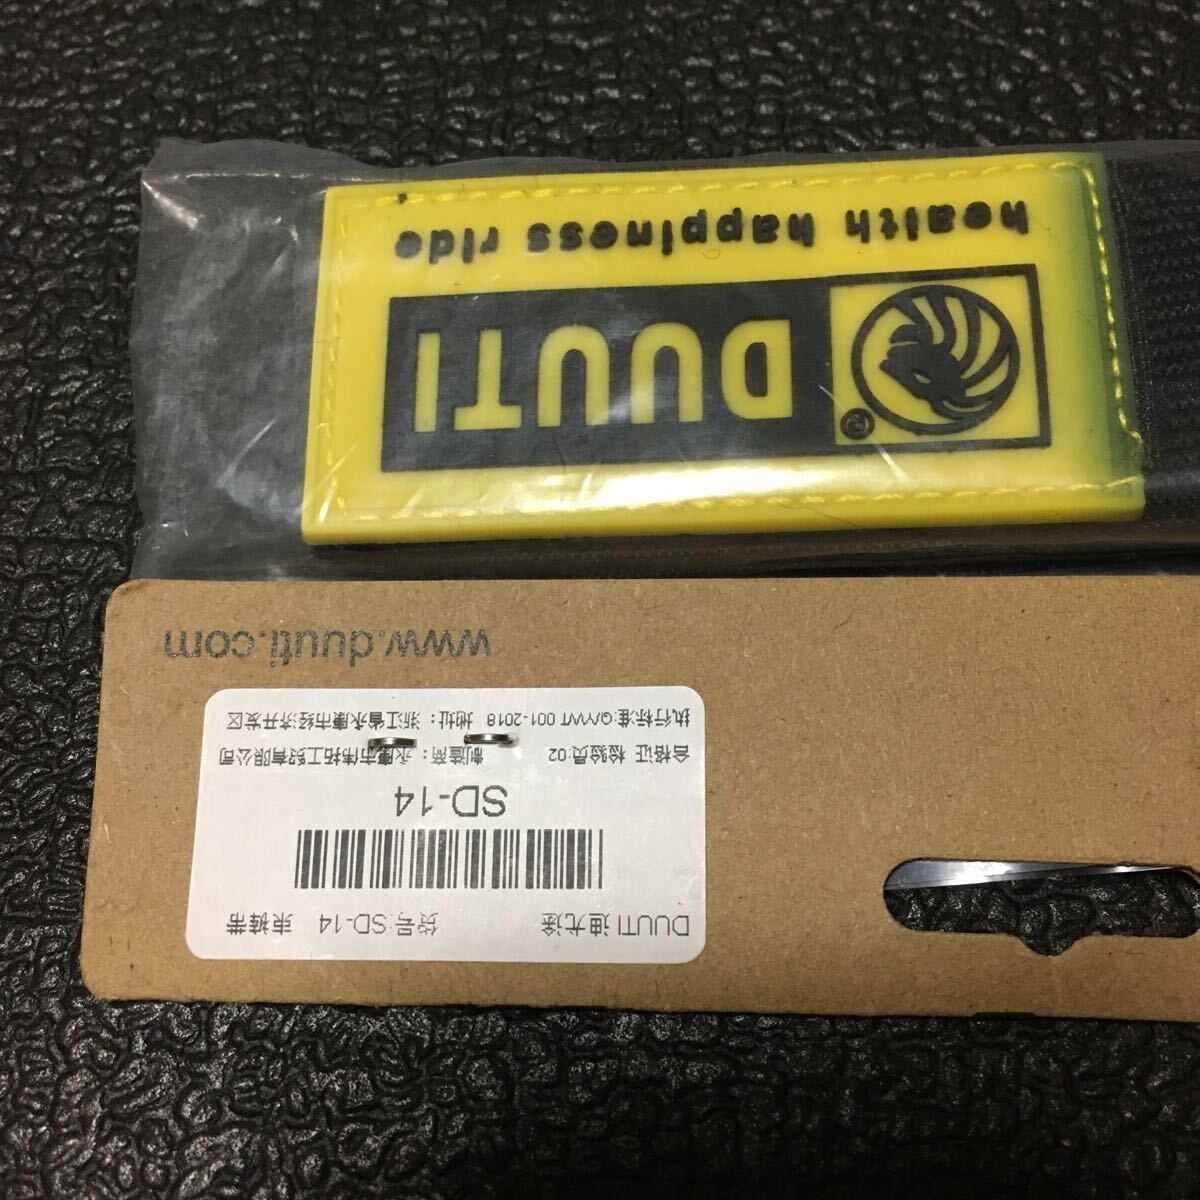 DUUTI 迪尤途 货号:SD-14 束裤带
SD-14
合格证 检验员:02 制造商：永康市伟拓工贸有限公司
执行标准:Q/YWT 001-2018 地址：浙江省永康市经济开发区
www.duuti.com
DUUTI®
health happiness ride